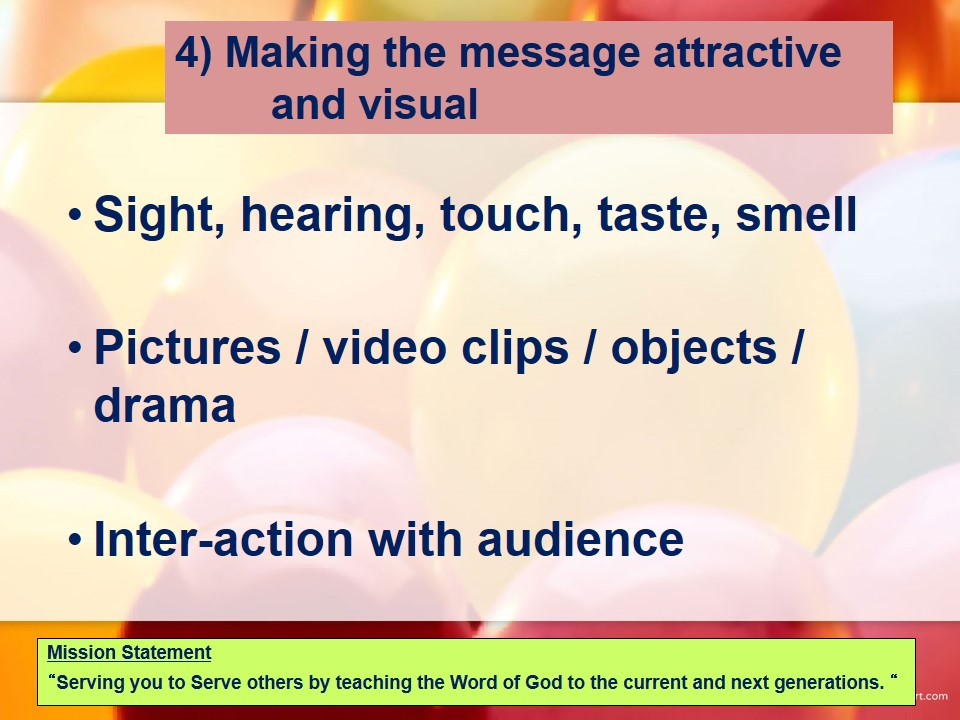 4) Making the message attractive
and visual
• Sight, hearing, touch, taste, smell
• Pictures / video clips / objects /
drama
• Inter-action with audience
Mission Statement
“Serving you to Serve others by teaching the Word of God to the current and next generations. “
rt.com